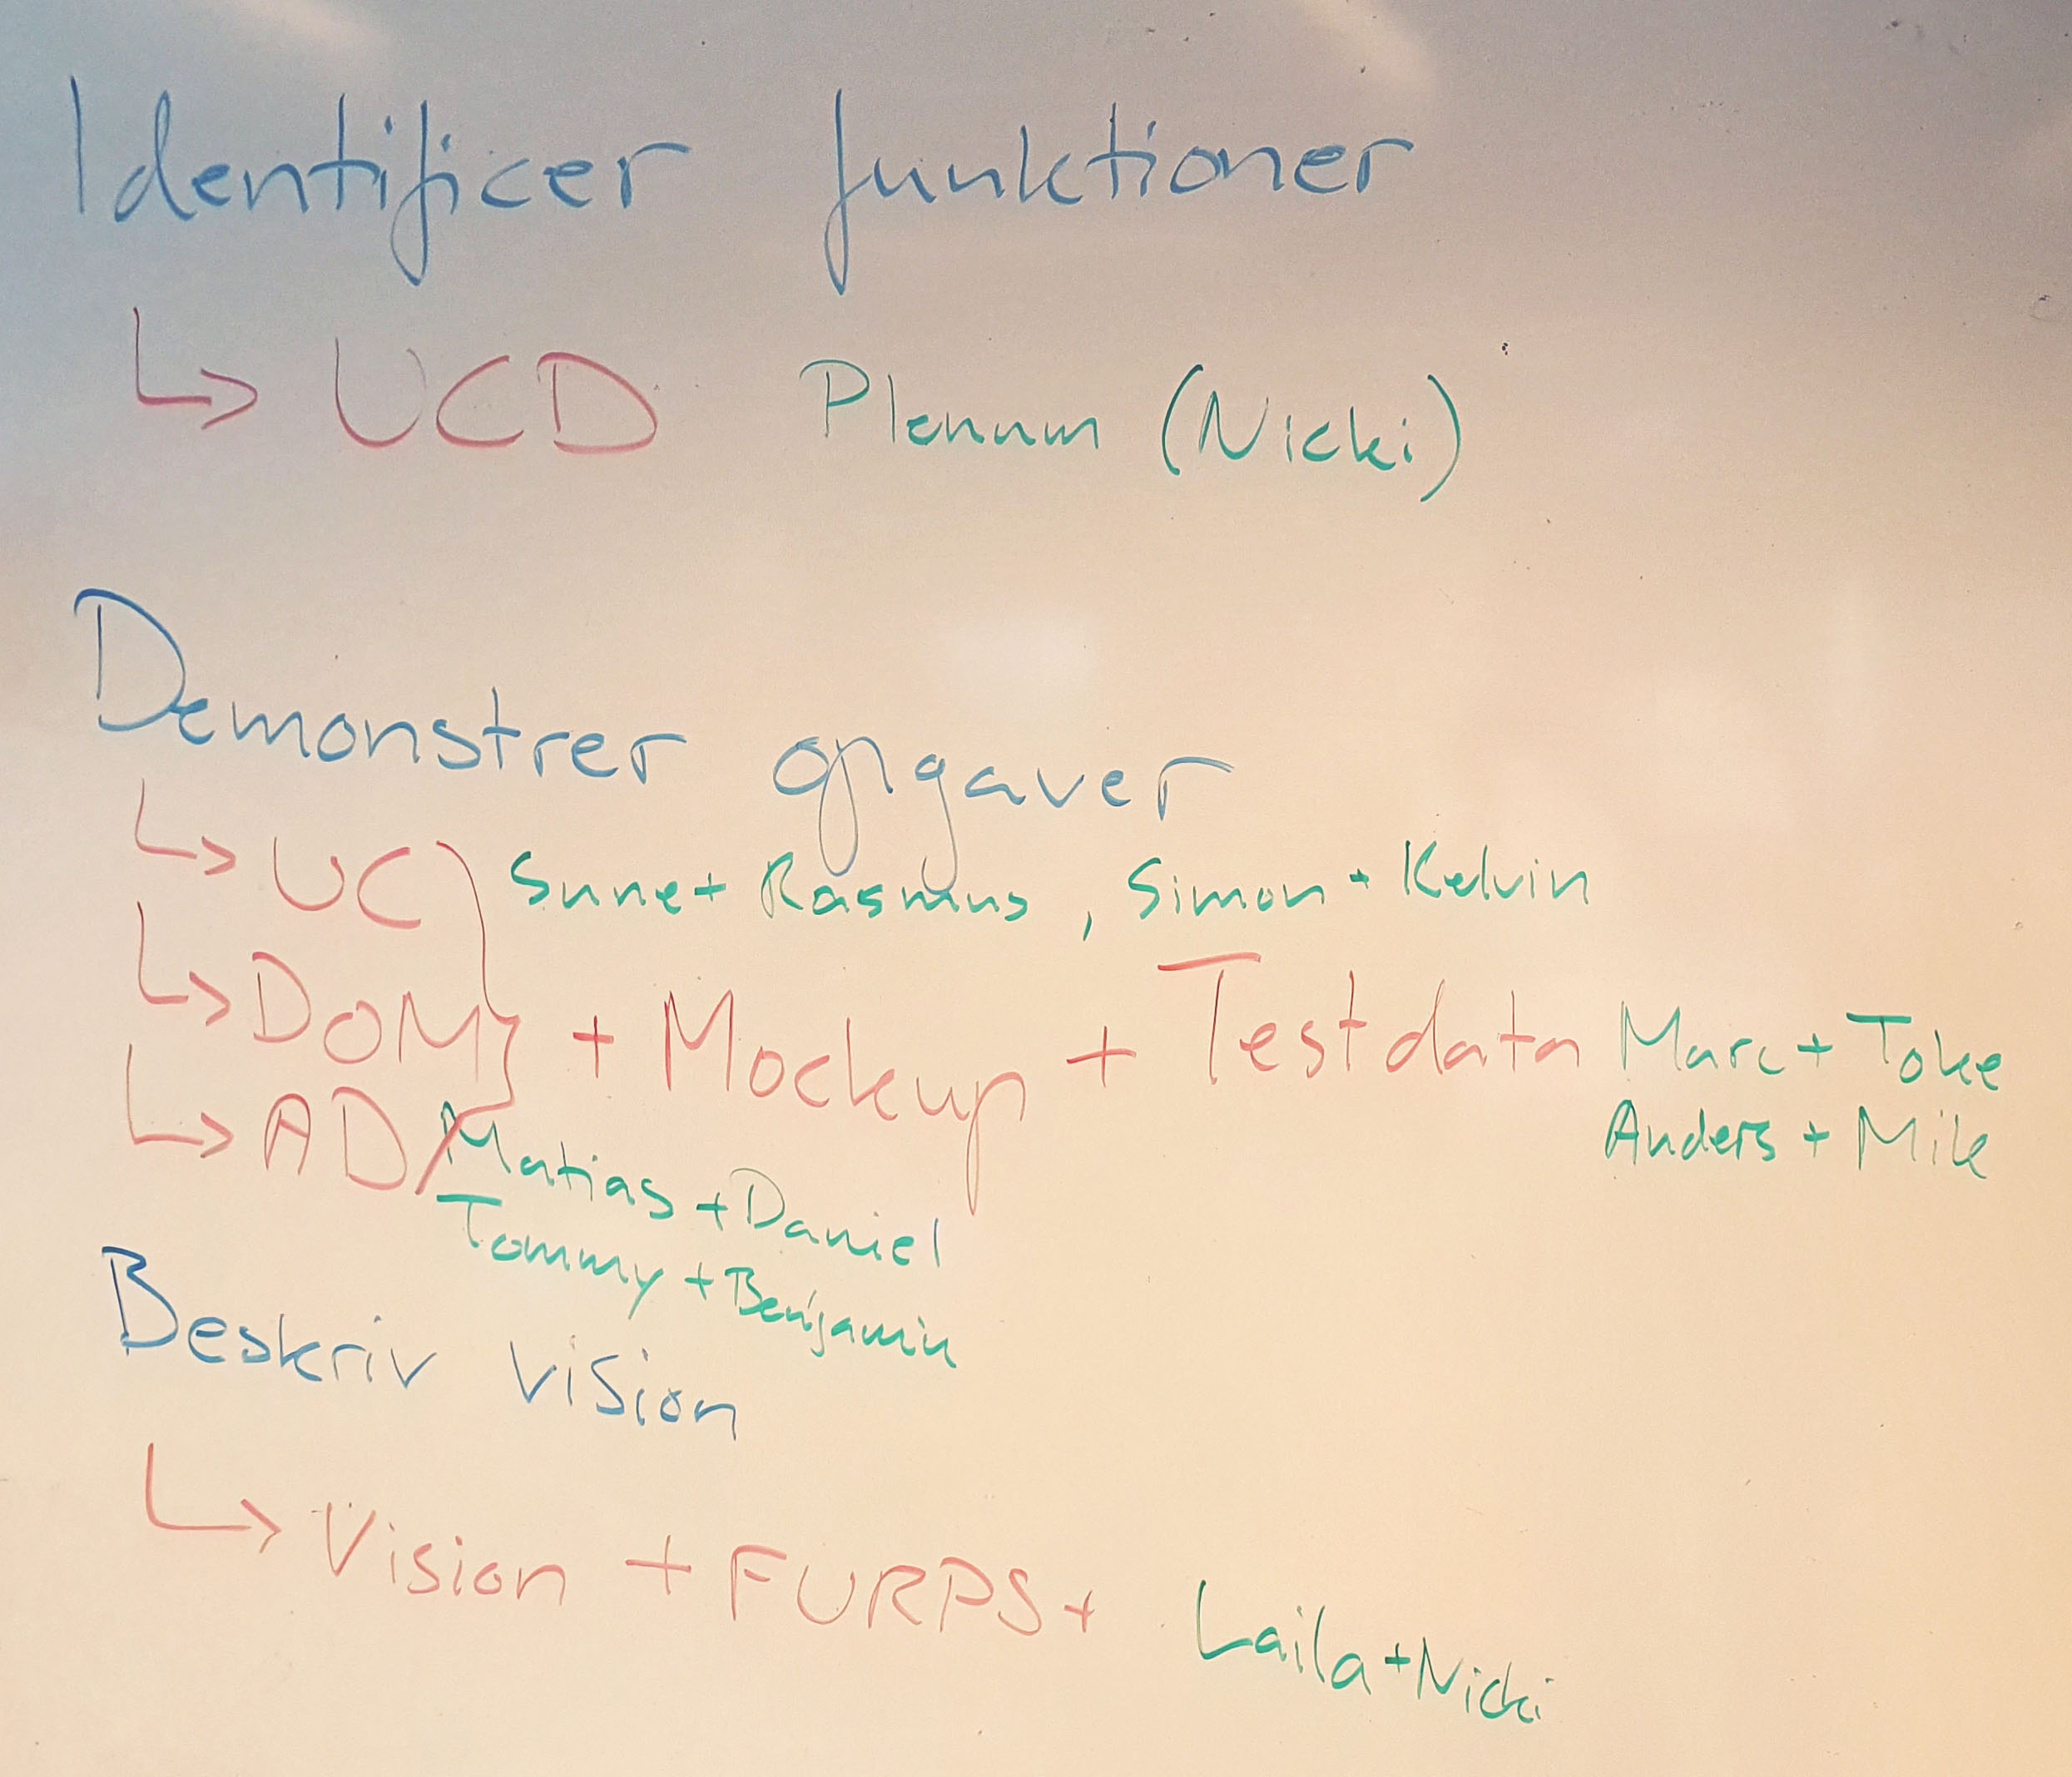 Identificer funktioner
↳ UCD Plenum (Nicki)
Demonstrer opgaver
↳ UC Sune + Rasmus, Simon + Kelvin
↳ DOM + Mockup + Testdata Marc + Toke
Anders + Mik
↳ AD Matias + Daniel
Tommy + Benjamin
Beskriv vision
↳ Vision + FURPS+ Laila + Nicki